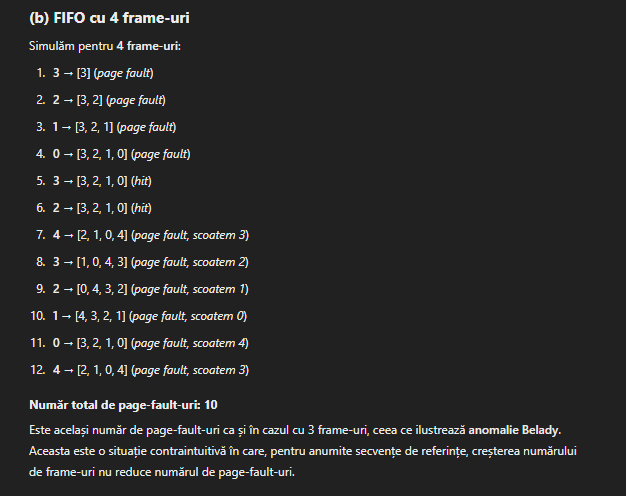 (b) FIFO cu 4 frame-uri
Simulăm pentru 4 frame-uri:
1. 3 → [3] (page fault)
2. 2 → [3, 2] (page fault)
3. 1 → [3, 2, 1] (page fault)
4. 0 → [3, 2, 1, 0] (page fault)
5. 3 → [3, 2, 1, 0] (hit)
6. 2 → [3, 2, 1, 0] (hit)
7. 4 → [2, 1, 0, 4] (page fault, scoatem 3)
8. 3 → [1, 0, 4, 3] (page fault, scoatem 2)
9. 2 → [0, 4, 3, 2] (page fault, scoatem 1)
10. 1 → [4, 3, 2, 1] (page fault, scoatem 0)
11. 0 → [3, 2, 1, 0] (page fault, scoatem 4)
12. 4 → [2, 1, 0, 4] (page fault, scoatem 3)
Număr total de page-fault-uri: 10
Este același număr de page-fault-uri ca și în cazul cu 3 frame-uri, ceea ce ilustrează anomalie Belady.
Aceasta este o situație contraintuitivă în care, pentru anumite secvențe de referințe, creșterea numărului
de frame-uri nu reduce numărul de page-fault-uri.